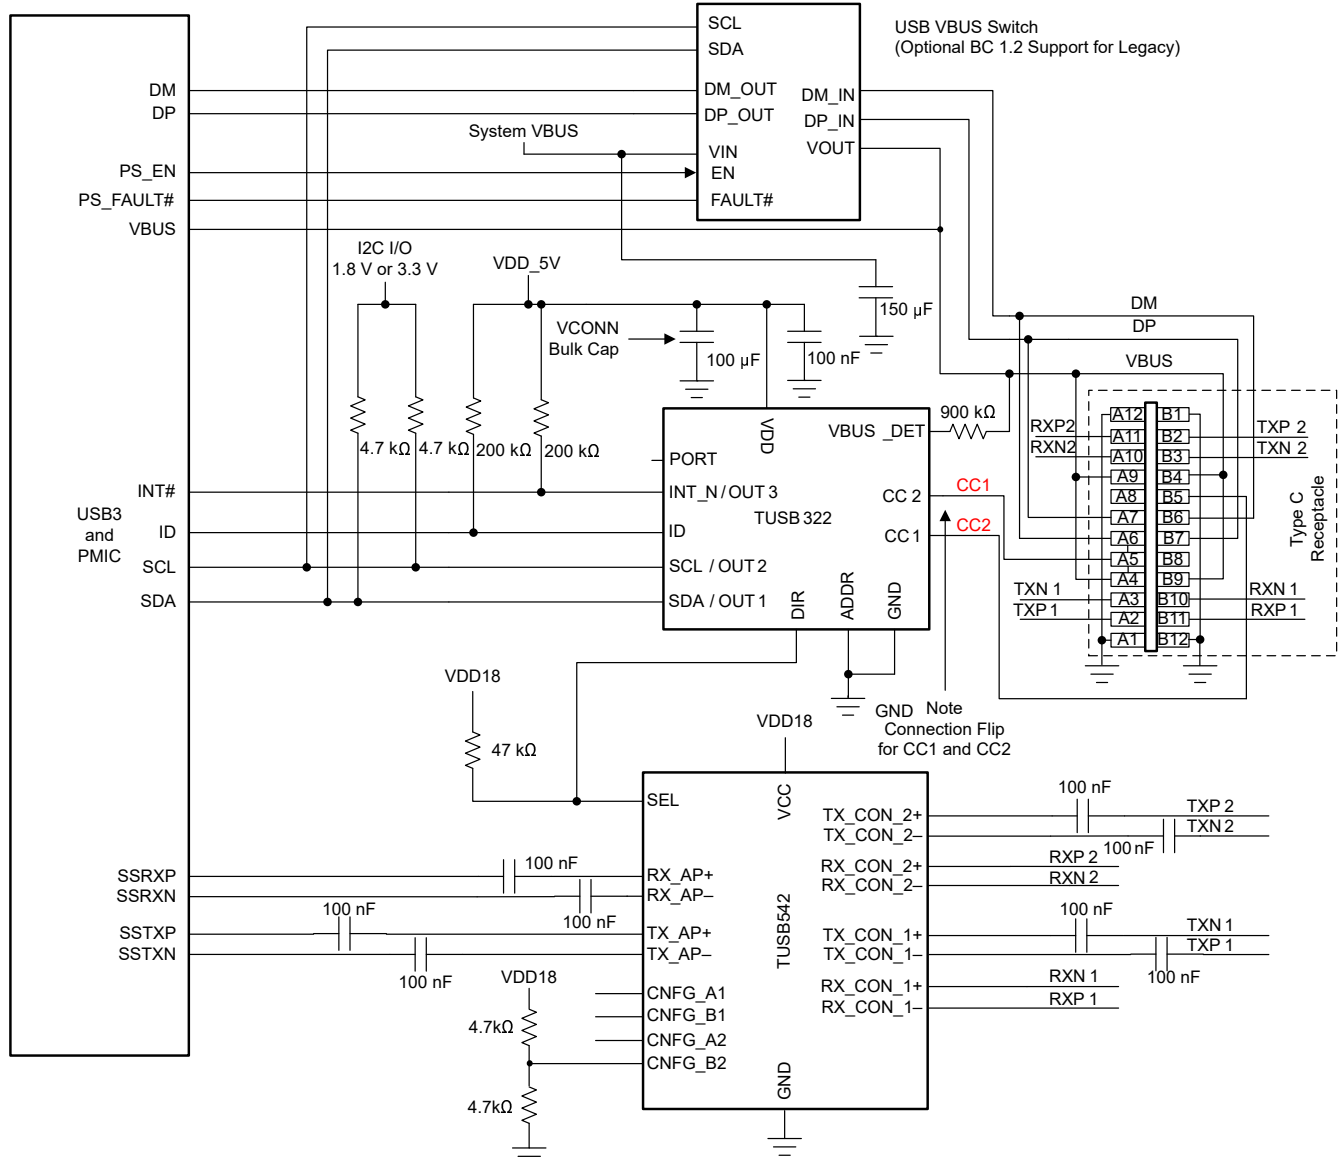 USB VBUS Switch
(Optional BC 1.2 Support for Legacy)
SCL
SDA
DM_OUT
DP_OUT
VIN
EN
FAULT#
DM_IN
DP_IN
VOUT
DM
DP
PS_EN
PS_FAULT#
VBUS
System VBUS
I2C I/O
1.8 V or 3.3 V
VDD_5V
VCONN
Bulk Cap
100 µF
100 nF
150 µF
4.7 kΩ
4.7 kΩ
200 kΩ
200 kΩ
900 kΩ
DM
DP
VBUS
INT#
USB3
and
PMIC
ID
SCL
SDA
VDD
VBUS _DET
PORT
INT_N / OUT 3
CC 2
TUSB 322
ID
CC 1
SCL / OUT 2
SDA / OUT 1
DIR
ADDR
GND
CC1
CC2
RXP2
RXN2
TXN 1
TXP 1
A12
A11
A10
A9
A8
A7
A6
A5
A4
A3
A2
A1
B1
B2
B3
B4
B5
B6
B7
B8
B9
B10
B11
B12
TXP 2
TXN 2
RXN 1
RXP 1
Type C
Receptacle
GND
Note
Connection Flip
for CC1 and CC2
VDD18
47 kΩ
VDD18
VCC
SEL
RX_AP+
RX_AP–
TX_AP+
TX_AP–
CNFG_A1
CNFG_B1
CNFG_A2
CNFG_B2
TUSB542
GND
TX_CON_2+
TX_CON_2–
RX_CON_2+
RX_CON_2–
TX_CON_1+
TX_CON_1–
RX_CON_1+
RX_CON_1–
100 nF
TXP 2
TXN 2
100 nF
RXP 2
RXN 2
100 nF
TXN 1
TXP 1
100 nF
RXN 1
RXP 1
SSRXP
SSRXN
SSTXP
SSTXN
100 nF
100 nF
100 nF
100 nF
VDD18
4.7kΩ
4.7kΩ